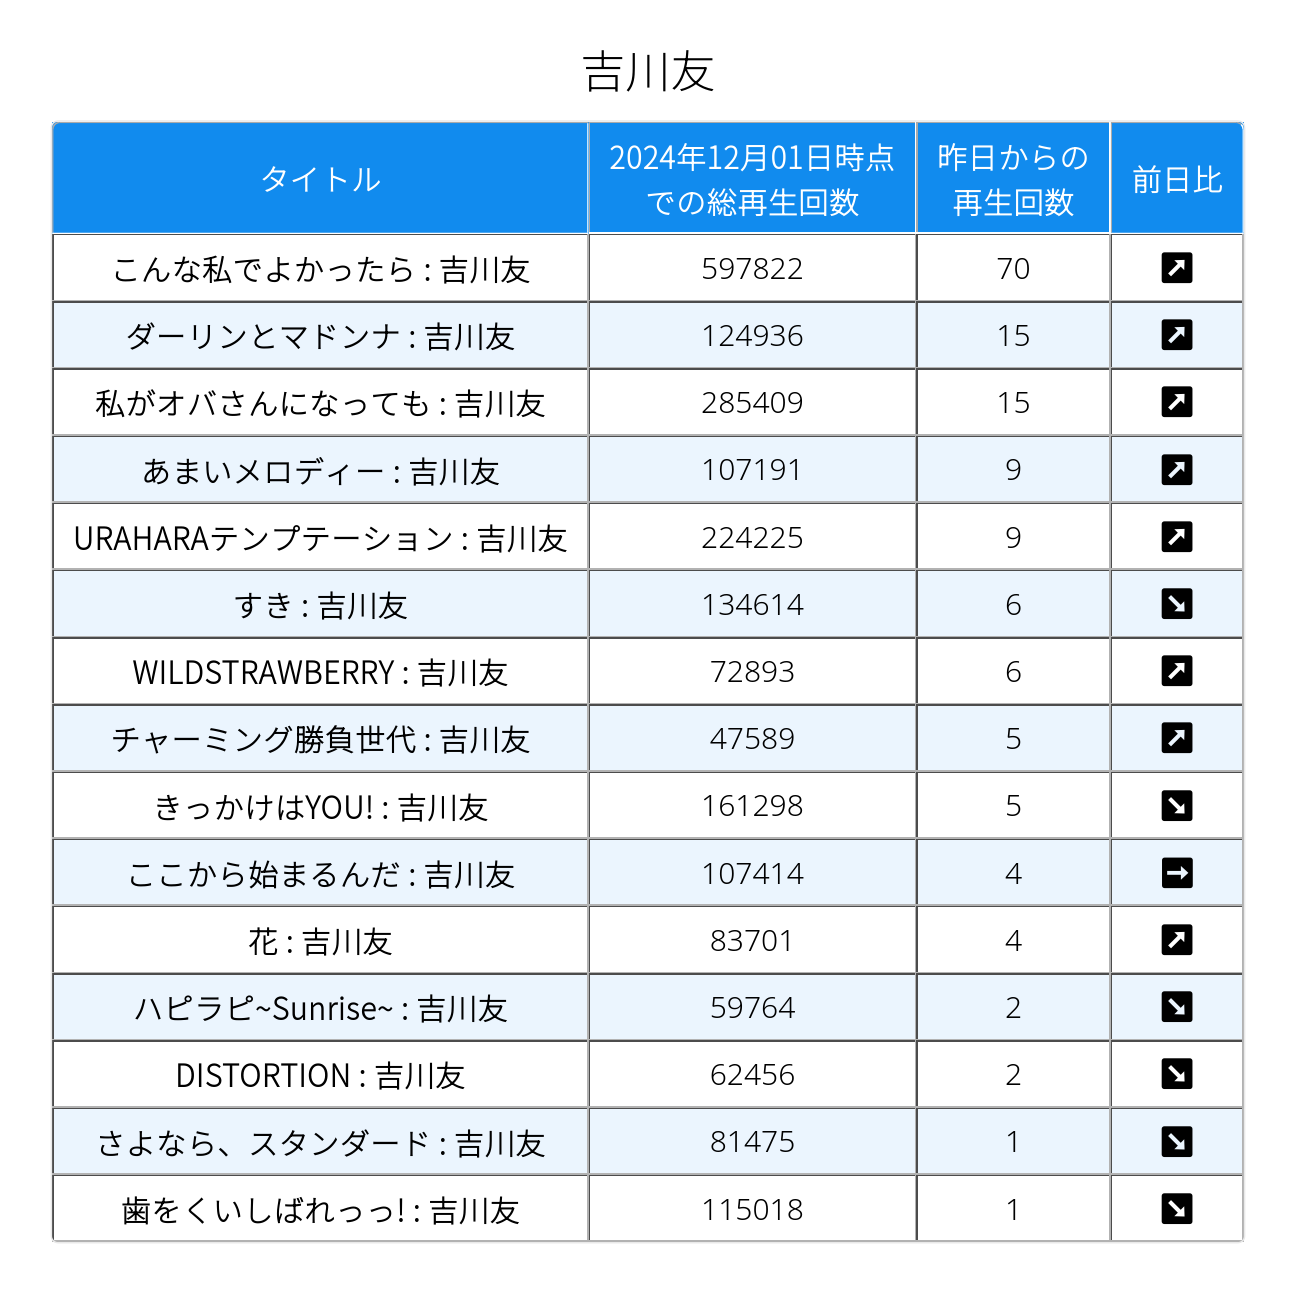 吉川友
タイトル 2024年12月01日時点での総再生回数 昨日からの再生回数 前日比
こんな私でよかったら : 吉川友 597822 70 ↗
ダーリンとマドンナ : 吉川友 124936 15 ↗
私がオバさんになっても : 吉川友 285409 15 ↗
あまいメロディー : 吉川友 107191 9 ↗
URAHARAテンプテーション : 吉川友 224225 9 ↗
すき : 吉川友 134614 6 ↘
WILDSTRAWBERRY : 吉川友 72893 6 ↗
チャーミング勝負世代 : 吉川友 47589 5 ↗
きっかけはYOU! : 吉川友 161298 5 ↘
ここから始まるんだ : 吉川友 107414 4 →
花 : 吉川友 83701 4 ↗
ハピラピ~Sunrise~ : 吉川友 59764 2 ↘
DISTORTION : 吉川友 62456 2 ↘
さよなら、スタンダード : 吉川友 81475 1 ↘
歯をくいしばれっっ! : 吉川友 115018 1 ↘